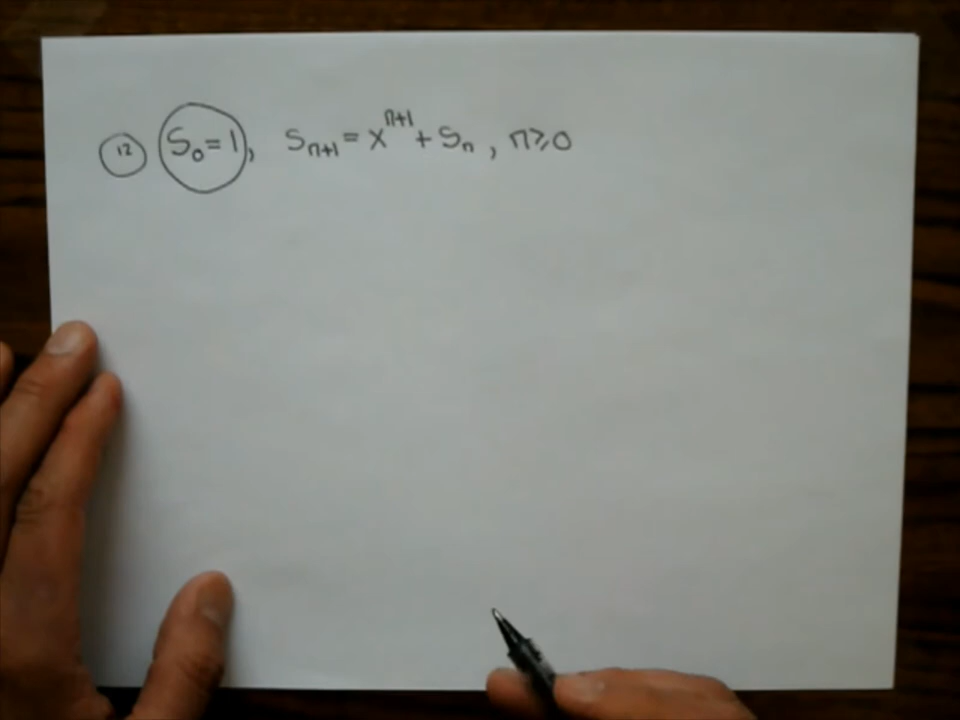 12 S₀ = 1, Sₙ₊₁ = xⁿ⁺¹ + Sₙ, n ≥ 0